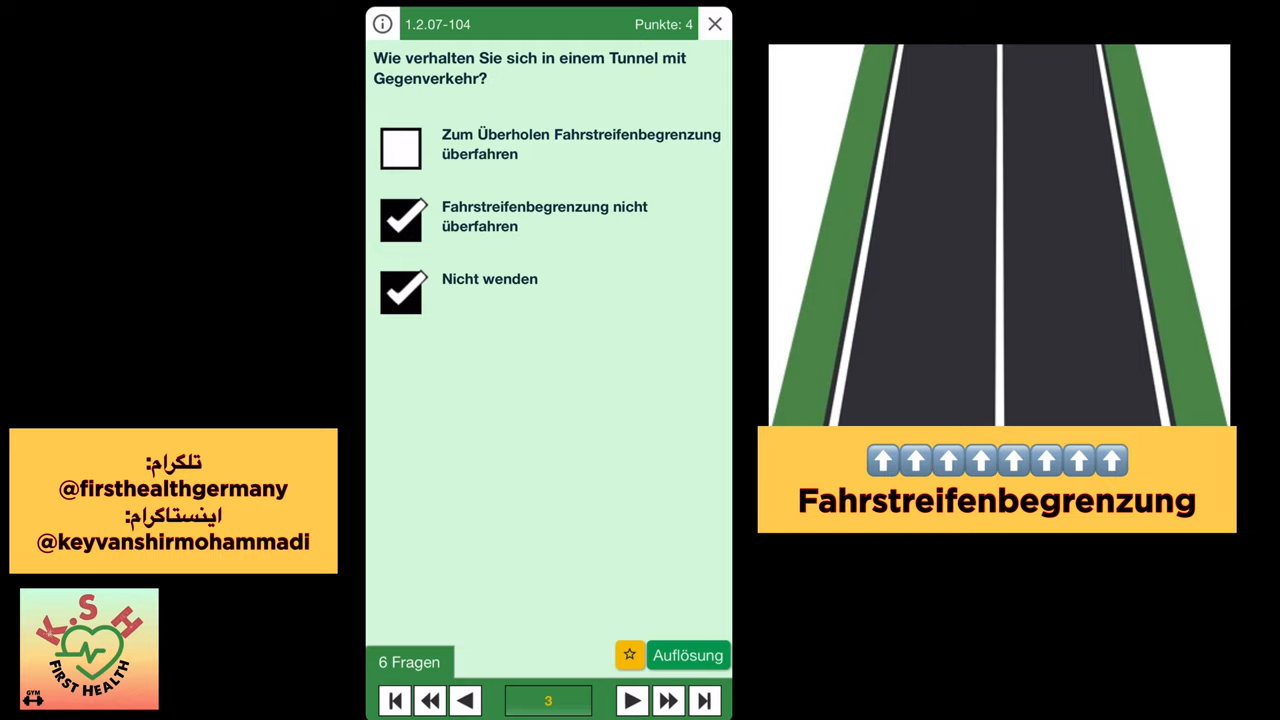 1.2.07-104
Punkte: 4
Wie verhalten Sie sich in einem Tunnel mit
Gegenverkehr?
Zum Überholen Fahrstreifenbegrenzung
überfahren
Fahrstreifenbegrenzung nicht
überfahren
Nicht wenden
6 Fragen
Auflösung
3
Fahrstreifenbegrenzung
تلگرام:
@firsthealthgermany
اینستاگرام:
@keyvanshirmohammadi
K.S.H
FIRST HEALTH
GYM